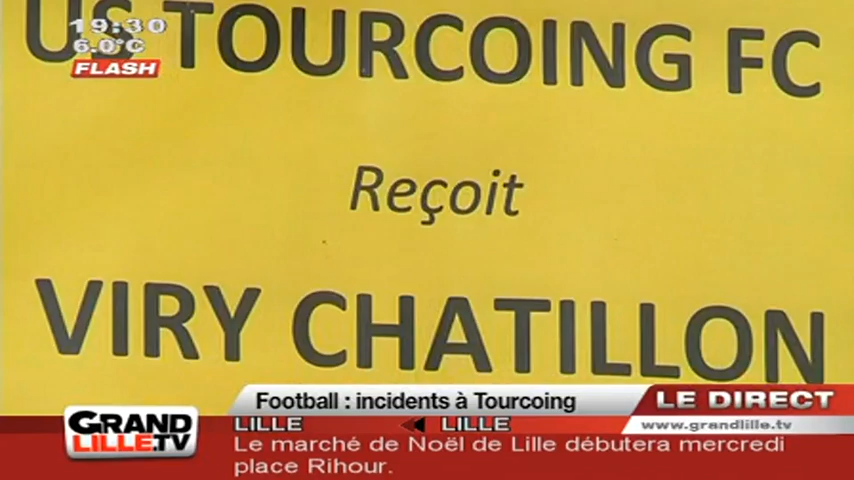 19:30
6.0°C
FLASH
US TOURCOING FC
Reçoit
VIRY CHATILLON
Football : incidents à Tourcoing
LE DIRECT
GRAND
LILLE.TV
LILLE LILLE
www.grandlille.tv
Le marché de Noël de Lille débutera mercredi
place Rihour.